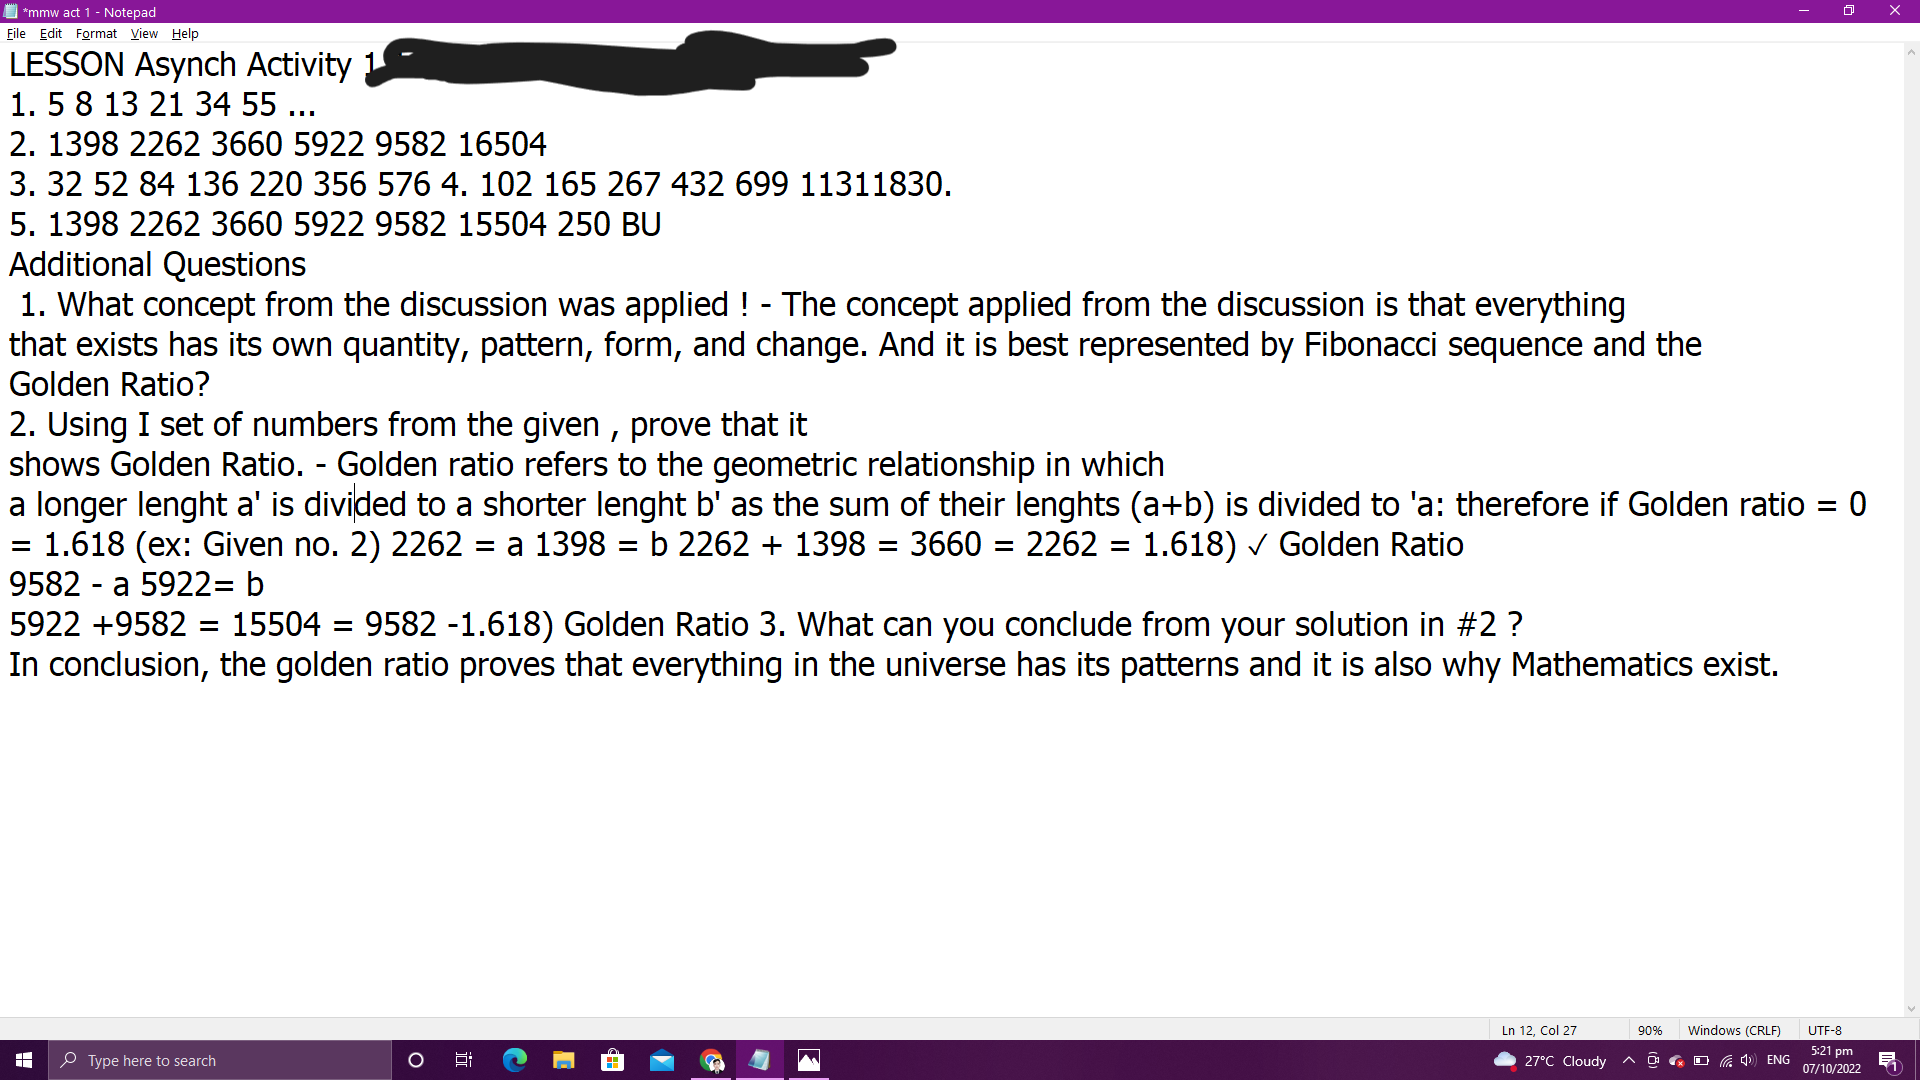 *mmw act 1 - Notepad
File Edit Format View Help
LESSON Asynch Activity 1
1. 5 8 13 21 34 55 ...
2. 1398 2262 3660 5922 9582 16504
3. 32 52 84 136 220 356 576 4. 102 165 267 432 699 11311830.
5. 1398 2262 3660 5922 9582 15504 250 BU
Additional Questions
1. What concept from the discussion was applied ! - The concept applied from the discussion is that everything
that exists has its own quantity, pattern, form, and change. And it is best represented by Fibonacci sequence and the
Golden Ratio?
2. Using I set of numbers from the given , prove that it
shows Golden Ratio. - Golden ratio refers to the geometric relationship in which
a longer lenght a' is divided to a shorter lenght b' as the sum of their lenghts (a+b) is divided to 'a: therefore if Golden ratio = 0
= 1.618 (ex: Given no. 2) 2262 = a 1398 = b 2262 + 1398 = 3660 = 2262 = 1.618) ✓ Golden Ratio
9582 - a 5922= b
5922 +9582 = 15504 = 9582 -1.618) Golden Ratio 3. What can you conclude from your solution in #2 ?
In conclusion, the golden ratio proves that everything in the universe has its patterns and it is also why Mathematics exist.
Ln 12, Col 27 90% Windows (CRLF) UTF-8
Type here to search
27°C Cloudy ENG 5:21 pm
07/10/2022
1